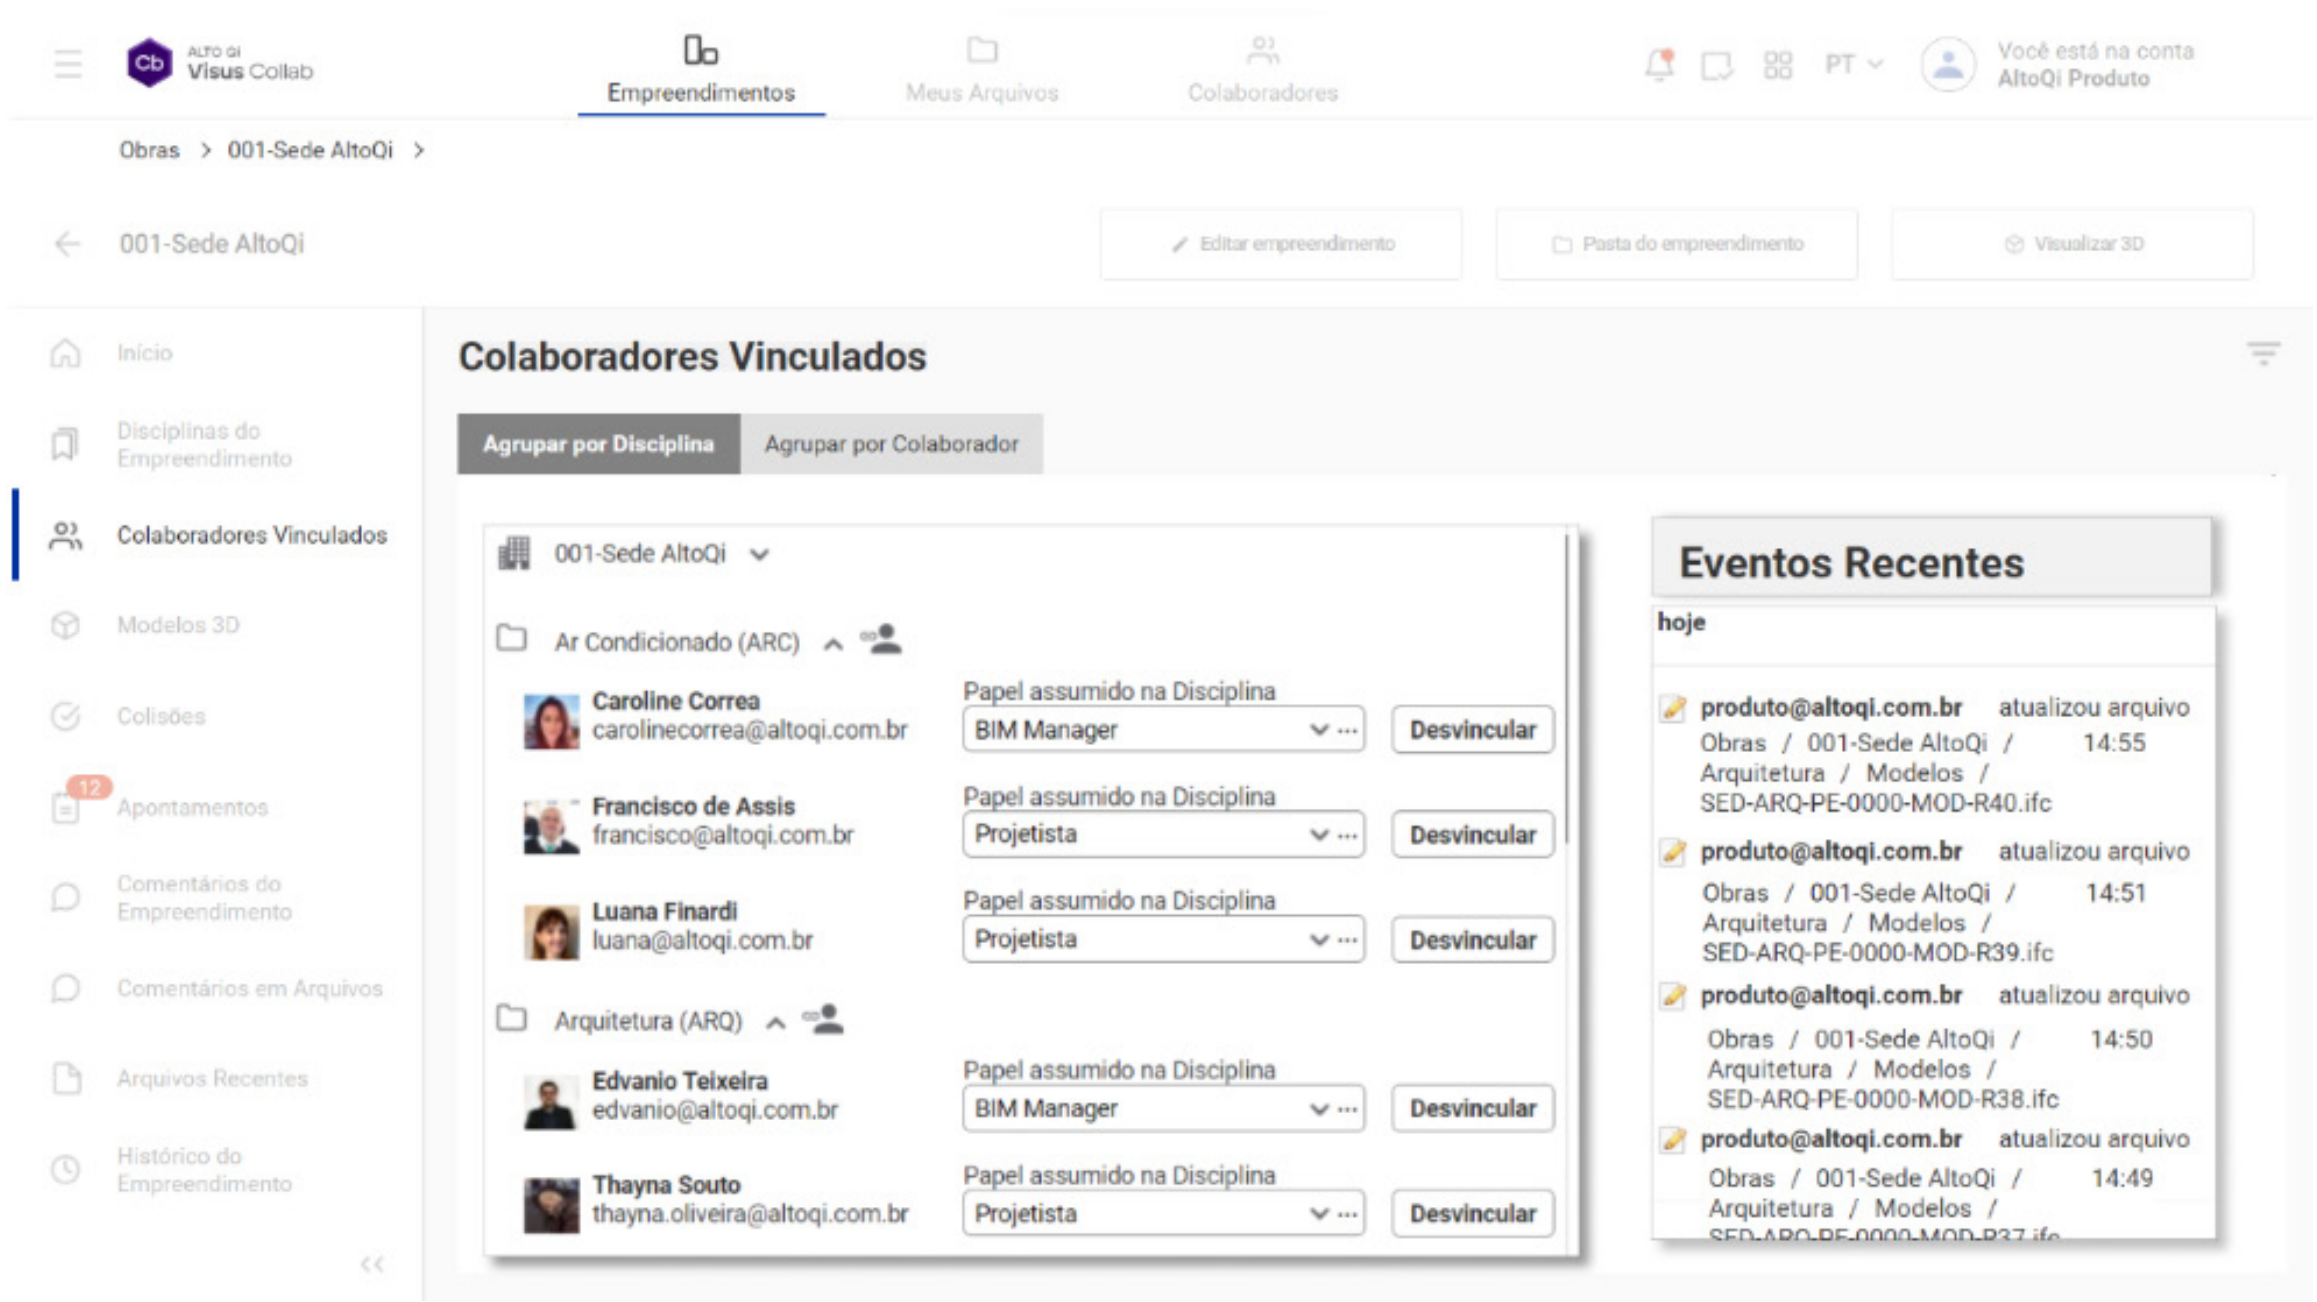 Cb
ALTO QI
Visus Collab
Empreendimentos
Meus Arquivos
Colaboradores
PT
Você está na conta
AltoQi Produto
Obras > 001-Sede AltoQi >
001-Sede AltoQi
Editar empreendimento
Pasta do empreendimento
Visualizar 3D
Início
Disciplinas do
Empreendimento
Colaboradores Vinculados
Modelos 3D
Colisões
12
Apontamentos
Comentários do
Empreendimento
Comentários em Arquivos
Arquivos Recentes
Histórico do
Empreendimento
<<
Colaboradores Vinculados
Agrupar por Disciplina
Agrupar por Colaborador
001-Sede AltoQi
Ar Condicionado (ARC)
Caroline Correa
carolinecorrea@altoqi.com.br
Papel assumido na Disciplina
BIM Manager
Desvincular
Francisco de Assis
francisco@altoqi.com.br
Papel assumido na Disciplina
Projetista
Desvincular
Luana Finardi
luana@altoqi.com.br
Papel assumido na Disciplina
Projetista
Desvincular
Arquitetura (ARQ)
Edvanio Teixeira
edvanio@altoqi.com.br
Papel assumido na Disciplina
BIM Manager
Desvincular
Thayna Souto
thayna.oliveira@altoqi.com.br
Papel assumido na Disciplina
Projetista
Desvincular
Eventos Recentes
hoje
produto@altoqi.com.br atualizou arquivo
Obras / 001-Sede AltoQi / 14:55
Arquitetura / Modelos /
SED-ARQ-PE-0000-MOD-R40.ifc
produto@altoqi.com.br atualizou arquivo
Obras / 001-Sede AltoQi / 14:51
Arquitetura / Modelos /
SED-ARQ-PE-0000-MOD-R39.ifc
produto@altoqi.com.br atualizou arquivo
Obras / 001-Sede AltoQi / 14:50
Arquitetura / Modelos /
SED-ARQ-PE-0000-MOD-R38.ifc
produto@altoqi.com.br atualizou arquivo
Obras / 001-Sede AltoQi / 14:49
Arquitetura / Modelos /
SED-ARQ-PE-0000-MOD-R37.ifc